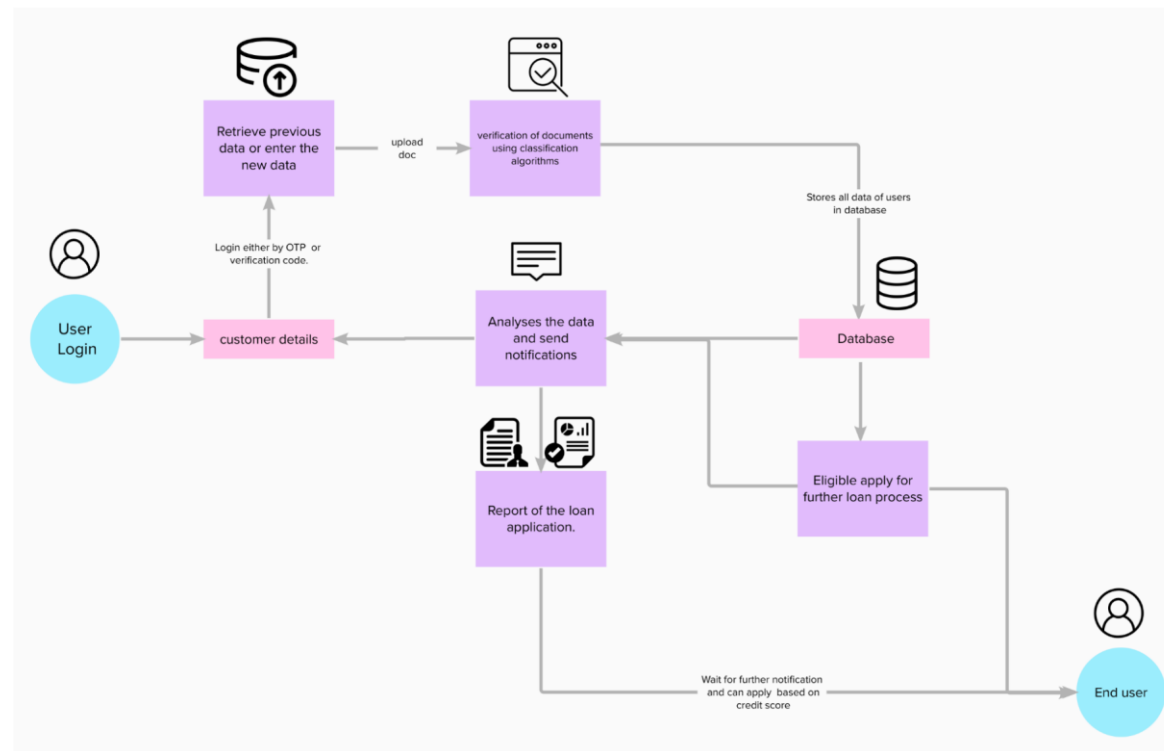 Retrieve previous
data or enter the
new data
upload
doc
verification of documents
using classification
algorithms
Stores all data of users
in database
Login either by OTP or
verification code.
User
Login
customer details
Analyses the data
and send
notifications
Database
Report of the loan
application.
Eligible apply for
further loan process
Wait for further notification
and can apply based on
credit score
End user